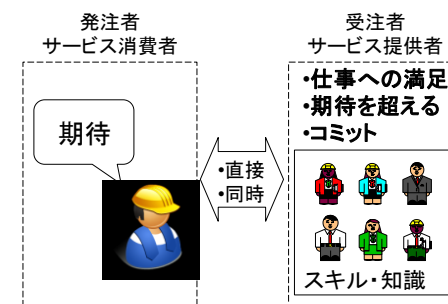 発注者
サービス消費者
期待
•直接
•同時
受注者
サービス提供者
•仕事への満足
•期待を超える
•コミット
スキル・知識